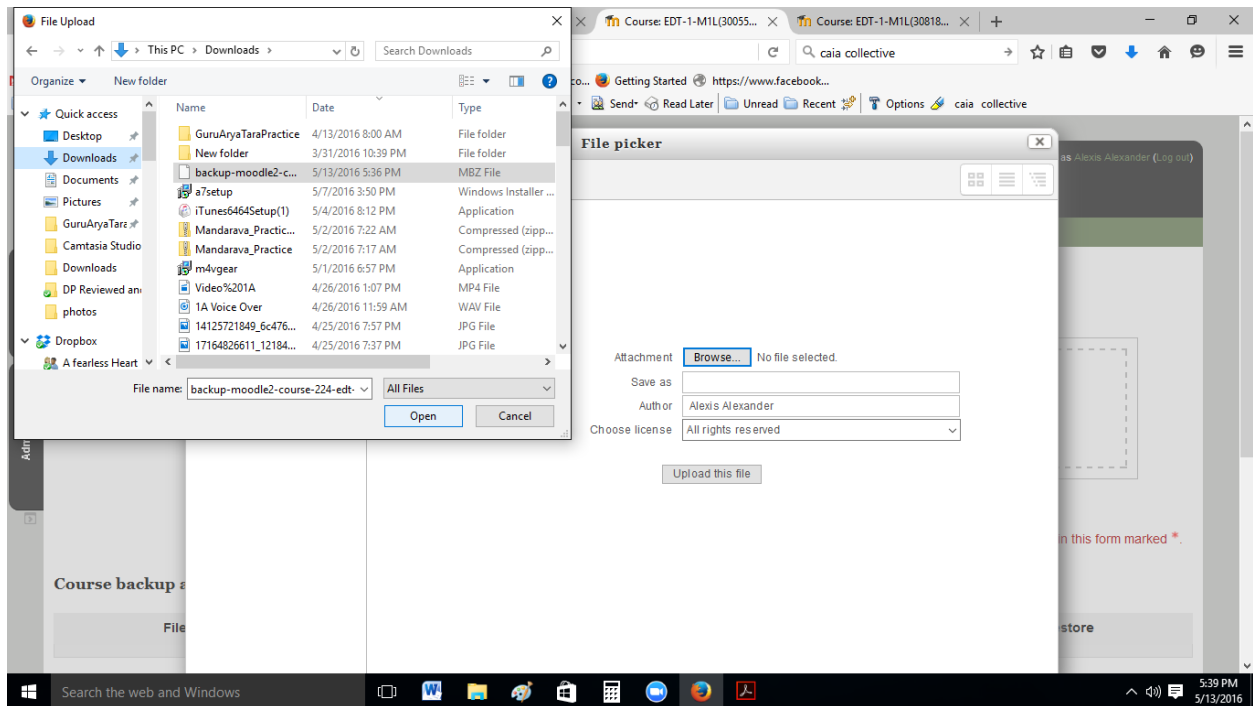 File Upload
Course: EDT-1-M1L(30055...
Course: EDT-1-M1L(30818...
This PC > Downloads >
Search Downloads
caia collective
Organize
New folder
Getting Started
https://www.facebook...
Send
Read Later
Unread
Recent
Options
caia collective
Quick access
Desktop
Downloads
Documents
Pictures
GuruAryaTara
Camtasia Studio
Downloads
DP Reviewed an
photos
Dropbox
A fearless Heart
Name Date Type
GuruAryaTaraPractice 4/13/2016 8:00 AM File folder
New folder 3/31/2016 10:39 PM File folder
backup-moodle2-c... 5/13/2016 5:36 PM MBZ File
a7setup 5/7/2016 3:50 PM Windows Installer ...
iTunes6464Setup(1) 5/4/2016 8:12 PM Application
Mandarava_Practic... 5/2/2016 7:22 AM Compressed (zipp...
Mandarava_Practice 5/2/2016 7:17 AM Compressed (zipp...
m4vgear 5/1/2016 6:57 PM Application
Video%201A 4/26/2016 1:07 PM MP4 File
1A Voice Over 4/26/2016 11:59 AM WAV File
14125721849_6c476... 4/25/2016 7:57 PM JPG File
17164826611_12184... 4/25/2016 7:37 PM JPG File
File name: backup-moodle2-course-224-edt- All Files
Open Cancel
File picker
as Alexis Alexander (Log out)
Attachment Browse... No file selected.
Save as
Author Alexis Alexander
Choose license All rights reserved
Upload this file
Adm
in this form marked *.
Course backup a
File
store
Search the web and Windows
5:39 PM
5/13/2016